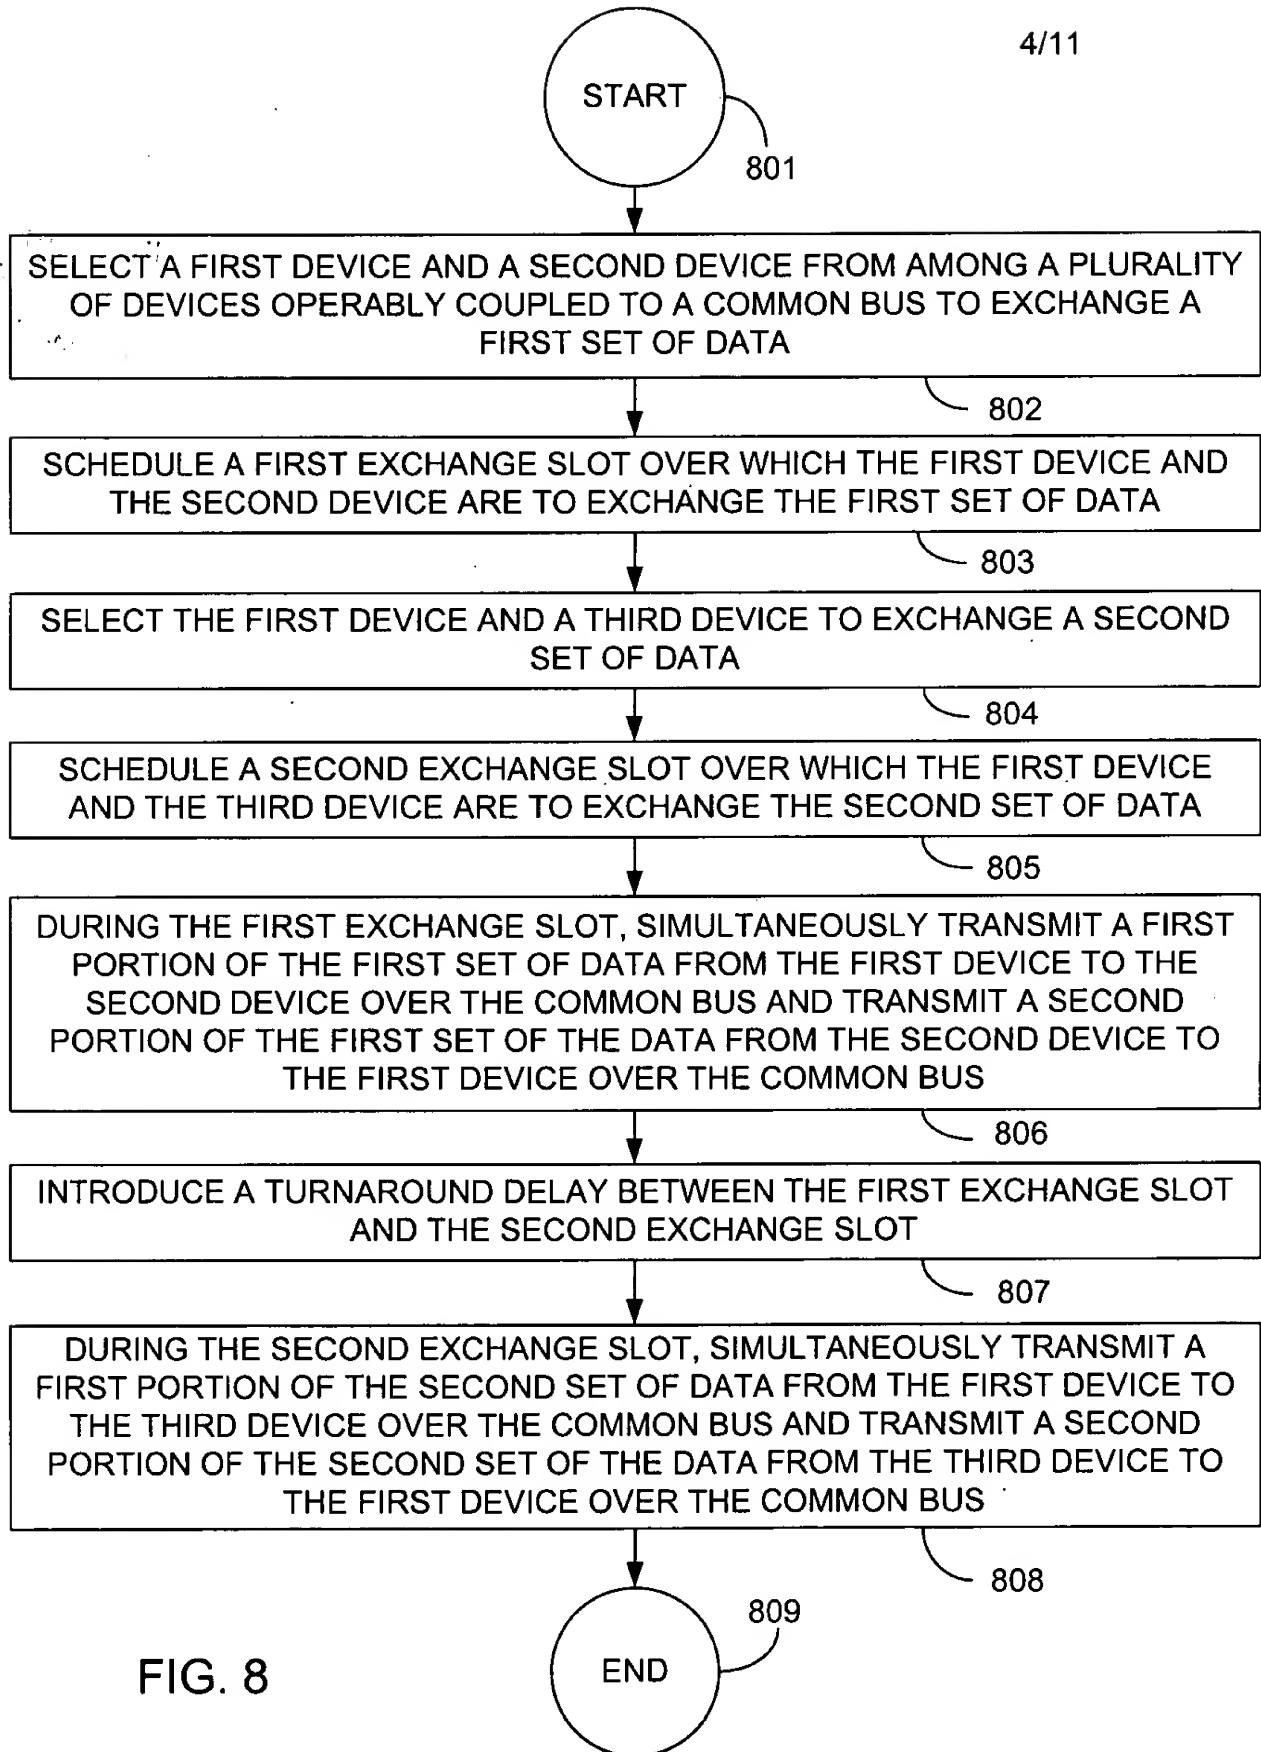 4/11
START
801
SELECT A FIRST DEVICE AND A SECOND DEVICE FROM AMONG A PLURALITY
OF DEVICES OPERABLY COUPLED TO A COMMON BUS TO EXCHANGE A
FIRST SET OF DATA
802
SCHEDULE A FIRST EXCHANGE SLOT OVER WHICH THE FIRST DEVICE AND
THE SECOND DEVICE ARE TO EXCHANGE THE FIRST SET OF DATA
803
SELECT THE FIRST DEVICE AND A THIRD DEVICE TO EXCHANGE A SECOND
SET OF DATA
804
SCHEDULE A SECOND EXCHANGE SLOT OVER WHICH THE FIRST DEVICE
AND THE THIRD DEVICE ARE TO EXCHANGE THE SECOND SET OF DATA
805
DURING THE FIRST EXCHANGE SLOT, SIMULTANEOUSLY TRANSMIT A FIRST
PORTION OF THE FIRST SET OF DATA FROM THE FIRST DEVICE TO THE
SECOND DEVICE OVER THE COMMON BUS AND TRANSMIT A SECOND
PORTION OF THE FIRST SET OF THE DATA FROM THE SECOND DEVICE TO
THE FIRST DEVICE OVER THE COMMON BUS
806
INTRODUCE A TURNAROUND DELAY BETWEEN THE FIRST EXCHANGE SLOT
AND THE SECOND EXCHANGE SLOT
807
DURING THE SECOND EXCHANGE SLOT, SIMULTANEOUSLY TRANSMIT A
FIRST PORTION OF THE SECOND SET OF DATA FROM THE FIRST DEVICE TO
THE THIRD DEVICE OVER THE COMMON BUS AND TRANSMIT A SECOND
PORTION OF THE SECOND SET OF THE DATA FROM THE THIRD DEVICE TO
THE FIRST DEVICE OVER THE COMMON BUS
808
809
END
FIG. 8